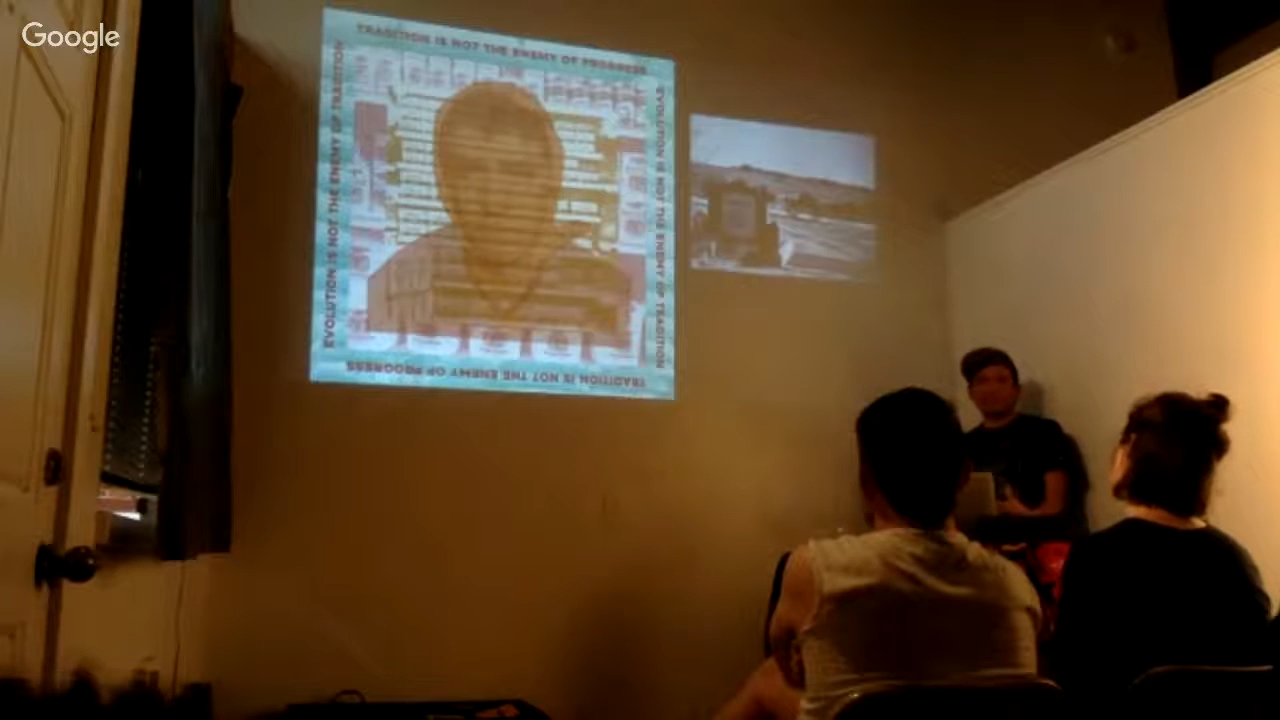 Google
TRADITION IS NOT THE ENEMY OF PROGRESS
EVOLUTION IS NOT THE ENEMY OF TRADITION
EVOLUTION IS NOT THE ENEMY OF TRADITION
TRADITION IS NOT THE ENEMY OF PROGRESS